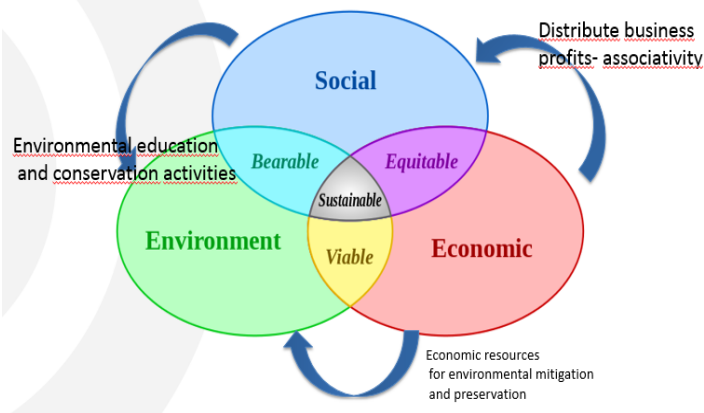 Distribute business
profits- associativity
Social
Environmental education
and conservation activities
Bearable
Equitable
Sustainable
Environment
Economic
Viable
Economic resources
for environmental mitigation
and preservation